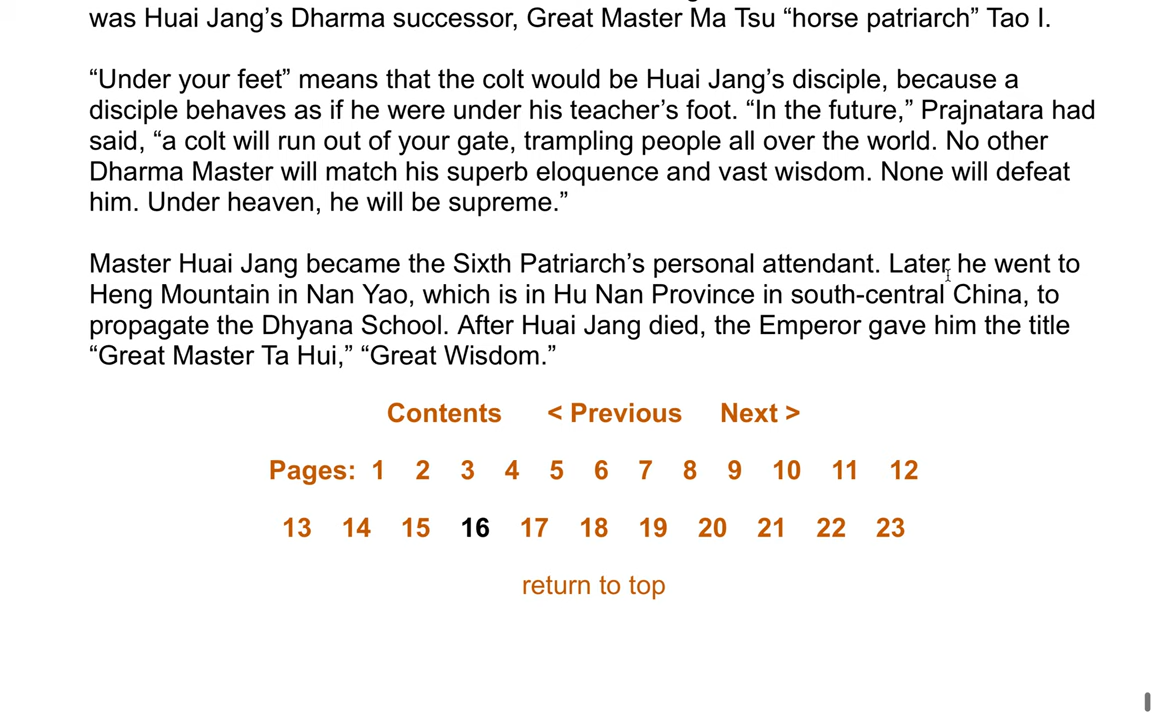 was Huai Jang’s Dharma successor, Great Master Ma Tsu “horse patriarch” Tao I.
“Under your feet” means that the colt would be Huai Jang’s disciple, because a
disciple behaves as if he were under his teacher’s foot. “In the future,” Prajnatara had
said, “a colt will run out of your gate, trampling people all over the world. No other
Dharma Master will match his superb eloquence and vast wisdom. None will defeat
him. Under heaven, he will be supreme.”
Master Huai Jang became the Sixth Patriarch’s personal attendant. Later he went to
Heng Mountain in Nan Yao, which is in Hu Nan Province in south-central China, to
propagate the Dhyana School. After Huai Jang died, the Emperor gave him the title
“Great Master Ta Hui,” “Great Wisdom.”
Contents < Previous Next >
Pages: 1 2 3 4 5 6 7 8 9 10 11 12
13 14 15 16 17 18 19 20 21 22 23
return to top